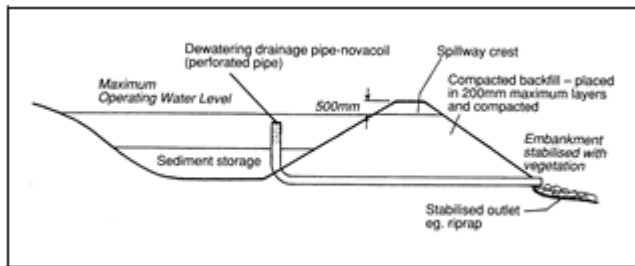 Dewatering drainage pipe-novacoil
(perforated pipe)
Spillway crest
Maximum
Operating Water Level
500mm
Compacted backfill – placed
in 200mm maximum layers
and compacted
Sediment storage
Embankment
stabilised with
vegetation
Stabilised outlet
eg. riprap